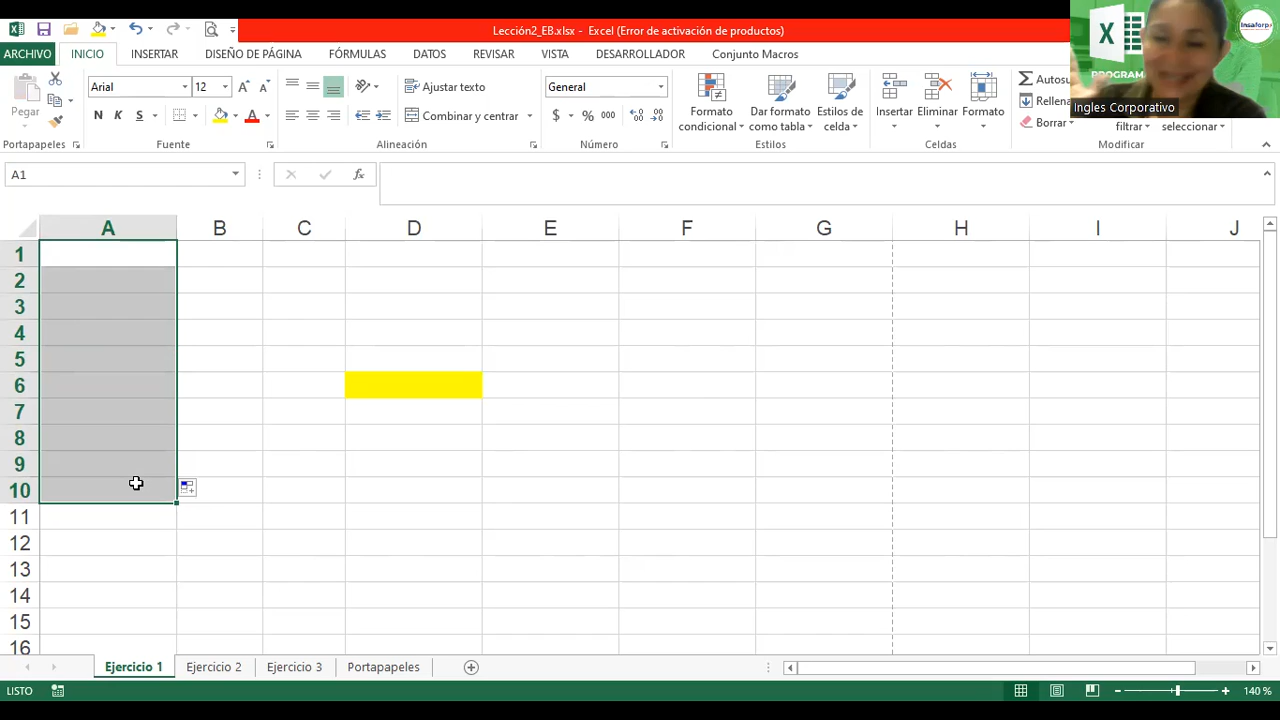 Lección2_EB.xlsx - Excel (Error de activación de productos)
ARCHIVO INICIO INSERTAR DISEÑO DE PÁGINA FÓRMULAS DATOS REVISAR VISTA DESARROLLADOR Conjunto Macros
Pegar
Arial 12
N K S
Ajustar texto
Combinar y centrar
General
$ % 000
Formato condicional
Dar formato como tabla
Estilos de celda
Insertar
Eliminar
Formato
Autosu
Rellena
Borrar
filtrar
seleccionar
Portapapeles Fuente Alineación Número Estilos Celdas Modificar
PROGRAMA
Insaforp
Ingles Corporativo
A1
fx
A B C D E F G H I J
1
2
3
4
5
6
7
8
9
10
11
12
13
14
15
16
Ejercicio 1 Ejercicio 2 Ejercicio 3 Portapapeles
LISTO
140 %